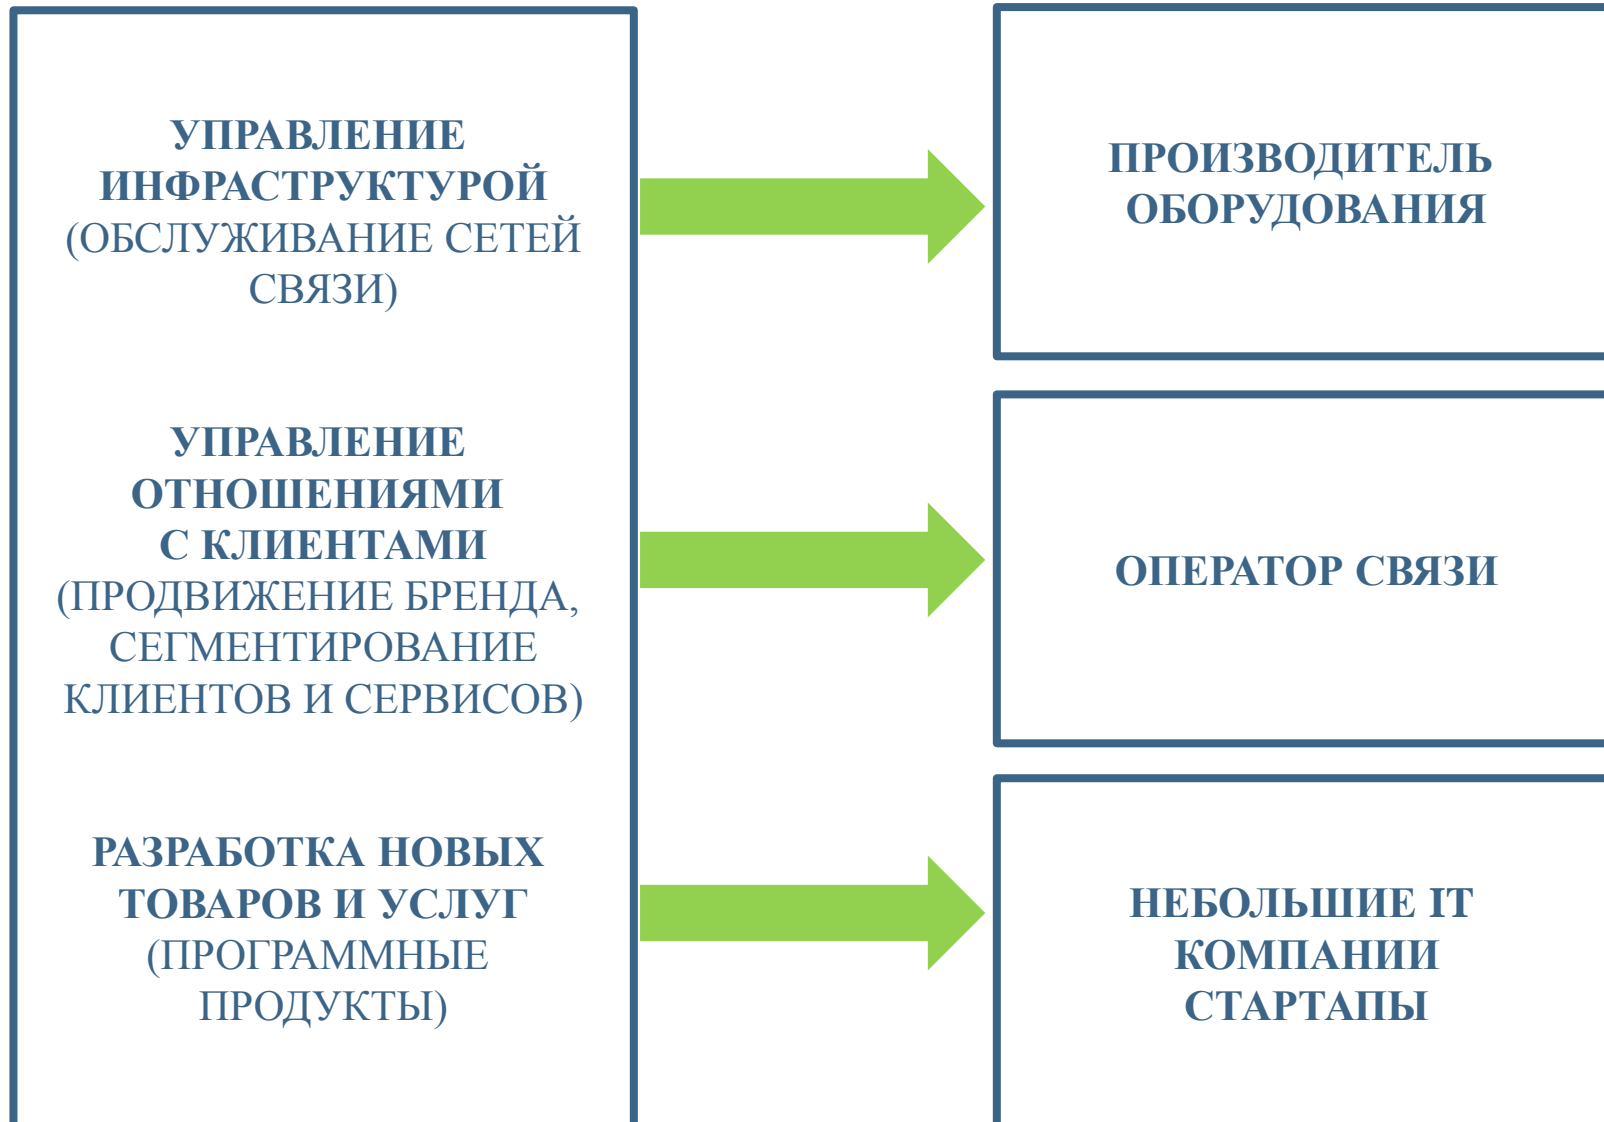 УПРАВЛЕНИЕ
ИНФРАСТРУКТУРОЙ
(ОБСЛУЖИВАНИЕ СЕТЕЙ
СВЯЗИ)
УПРАВЛЕНИЕ
ОТНОШЕНИЯМИ
С КЛИЕНТАМИ
(ПРОДВИЖЕНИЕ БРЕНДА,
СЕГМЕНТИРОВАНИЕ
КЛИЕНТОВ И СЕРВИСОВ)
РАЗРАБОТКА НОВЫХ
ТОВАРОВ И УСЛУГ
(ПРОГРАММНЫЕ
ПРОДУКТЫ)
ПРОИЗВОДИТЕЛЬ
ОБОРУДОВАНИЯ
ОПЕРАТОР СВЯЗИ
НЕБОЛЬШИЕ IT
КОМПАНИИ
СТАРТАПЫ